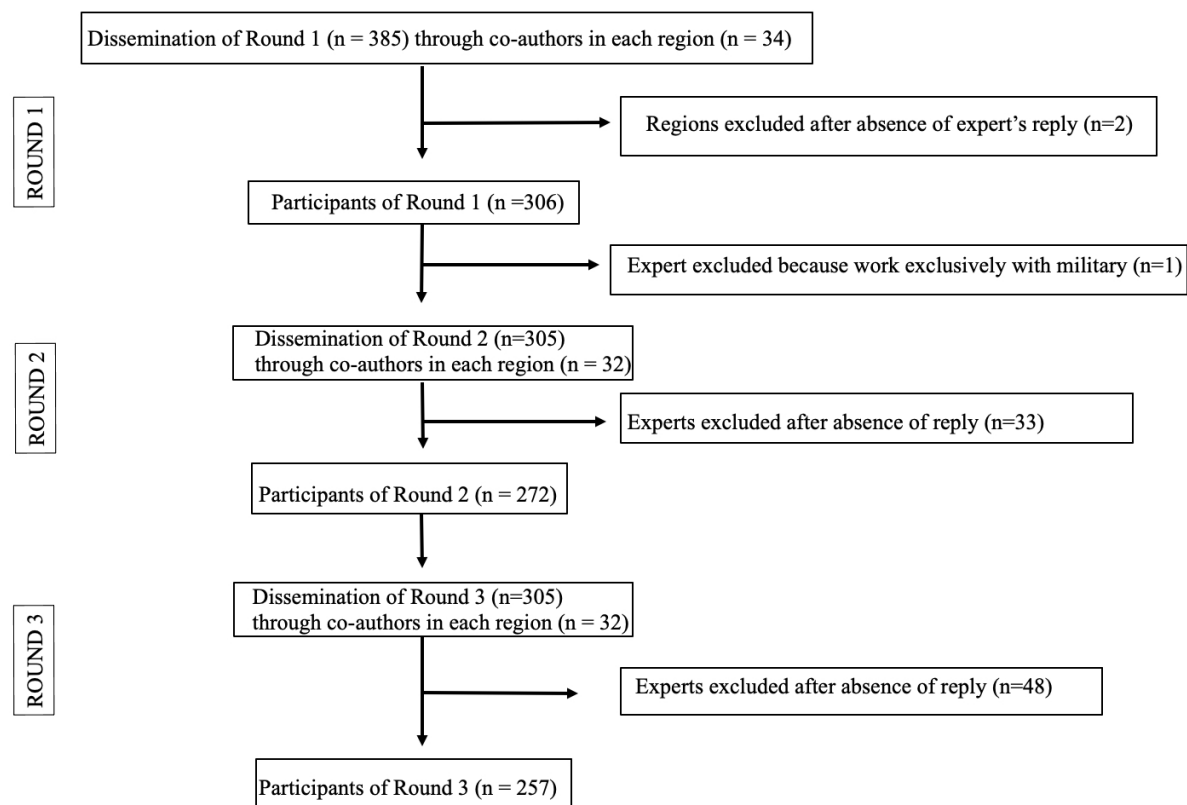 Dissemination of Round 1 (n = 385) through co-authors in each region (n = 34)
ROUND 1
Regions excluded after absence of expert’s reply (n=2)
Participants of Round 1 (n =306)
Expert excluded because work exclusively with military (n=1)
ROUND 2
Dissemination of Round 2 (n=305)
through co-authors in each region (n = 32)
Experts excluded after absence of reply (n=33)
Participants of Round 2 (n = 272)
ROUND 3
Dissemination of Round 3 (n=305)
through co-authors in each region (n = 32)
Experts excluded after absence of reply (n=48)
Participants of Round 3 (n = 257)